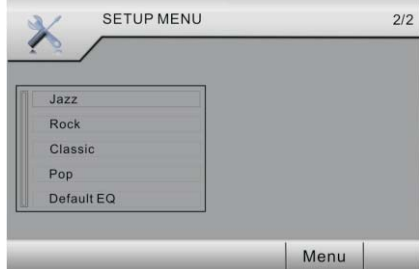 SETUP MENU 2/2
Jazz
Rock
Classic
Pop
Default EQ
Menu